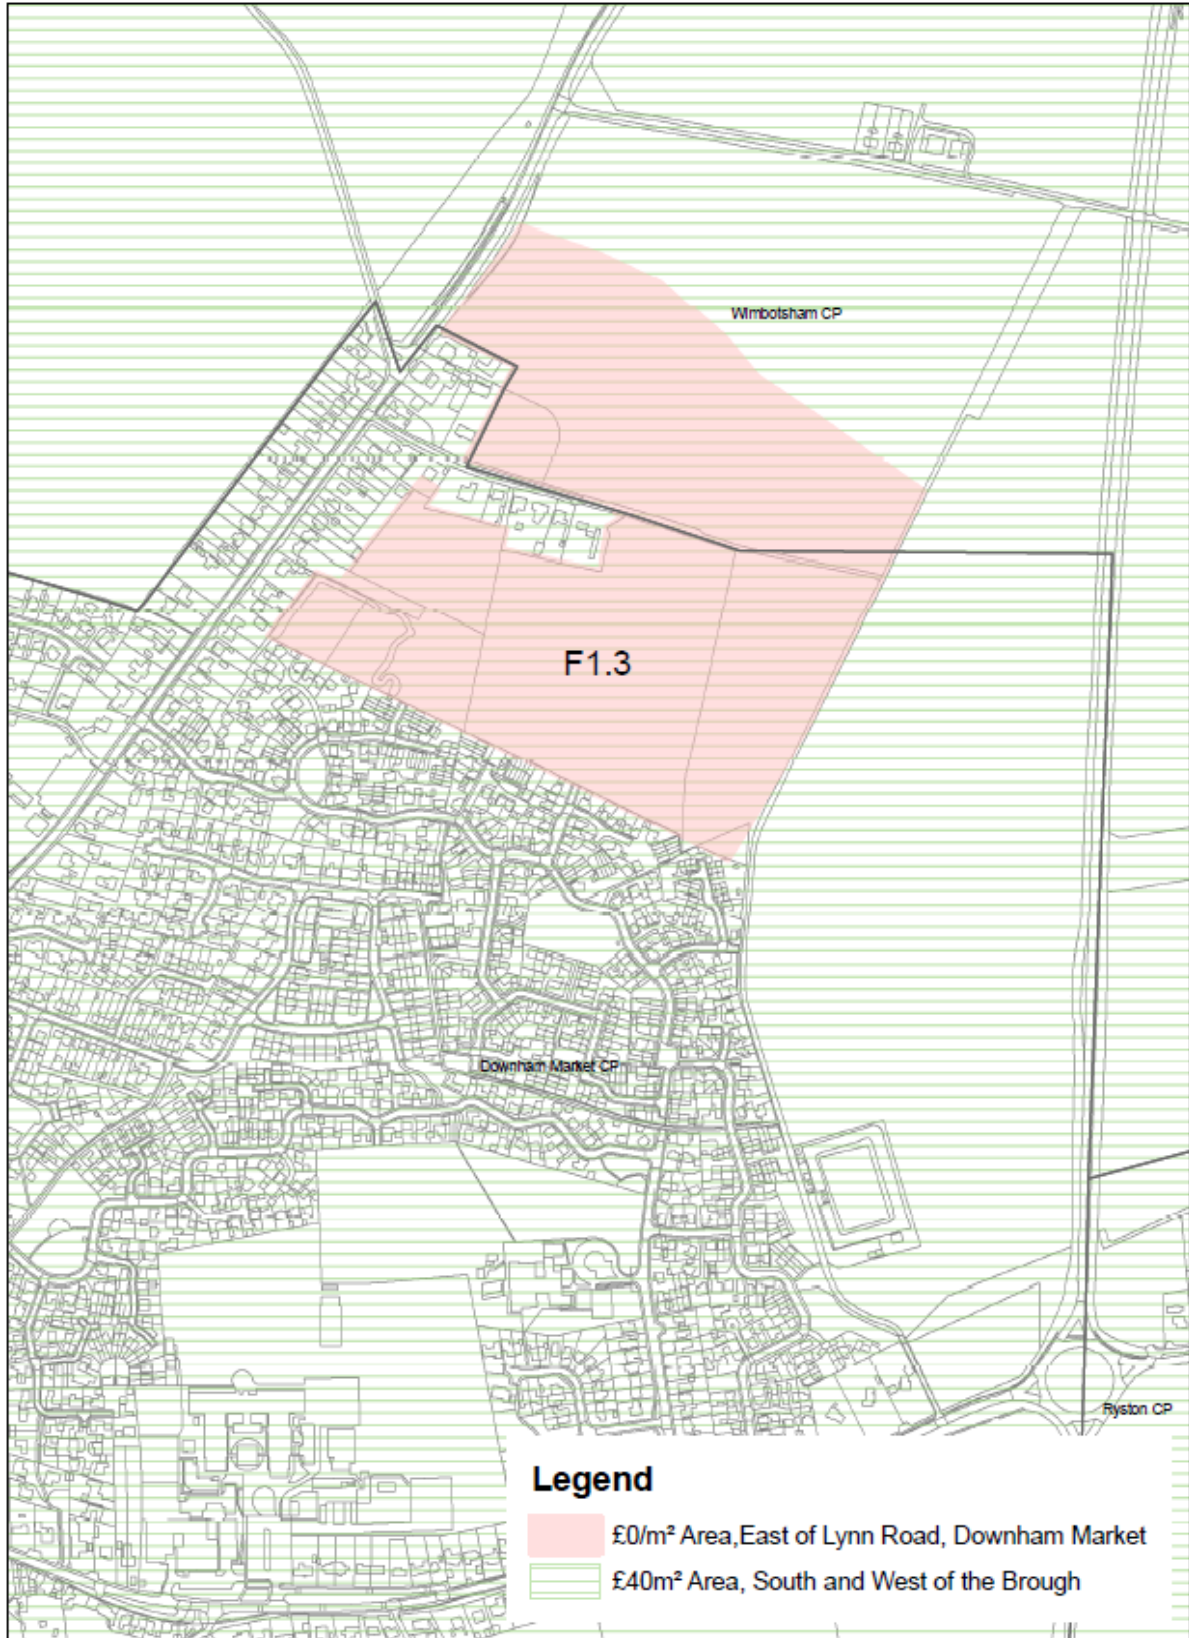 Wimbotsham CP
F1.3
Downham Market CP
Ryston CP
Legend
£0/m² Area,East of Lynn Road, Downham Market
£40m² Area, South and West of the Brough